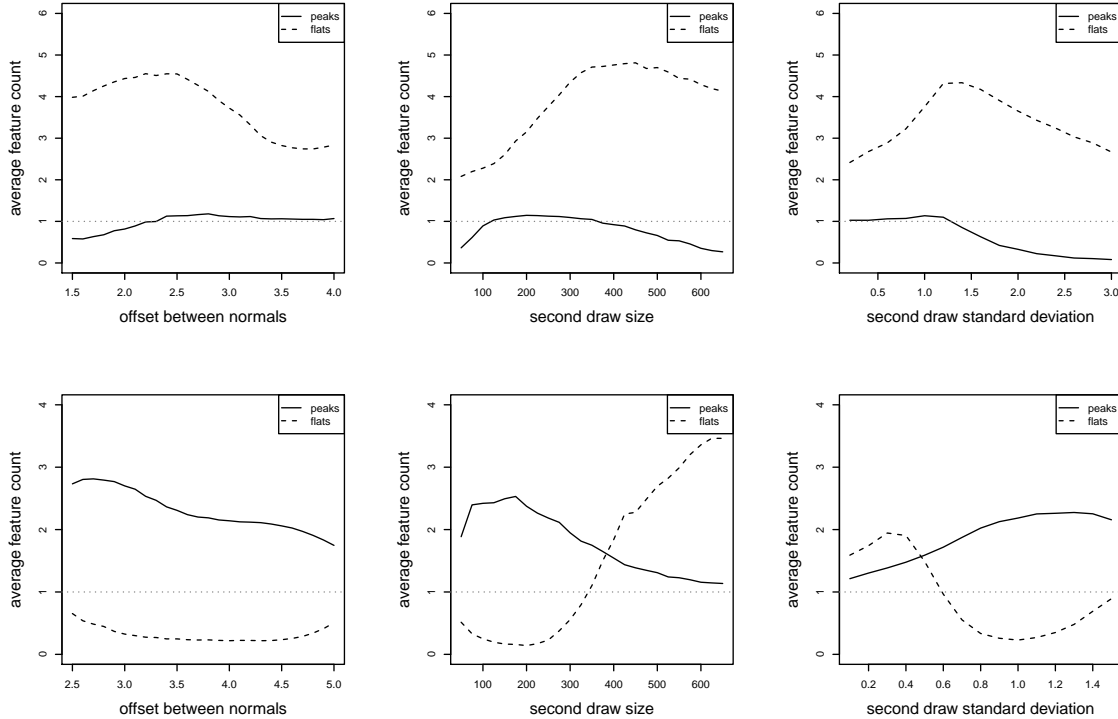 peaks
flats
average feature count
0 1 2 3 4 5 6
1.5 2.0 2.5 3.0 3.5 4.0
offset between normals
peaks
flats
average feature count
0 1 2 3 4 5 6
100 200 300 400 500 600
second draw size
peaks
flats
average feature count
0 1 2 3 4 5 6
0.5 1.0 1.5 2.0 2.5 3.0
second draw standard deviation
peaks
flats
average feature count
0 1 2 3 4
2.5 3.0 3.5 4.0 4.5 5.0
offset between normals
peaks
flats
average feature count
0 1 2 3 4
100 200 300 400 500 600
second draw size
peaks
flats
average feature count
0 1 2 3 4
0.2 0.4 0.6 0.8 1.0 1.2 1.4
second draw standard deviation